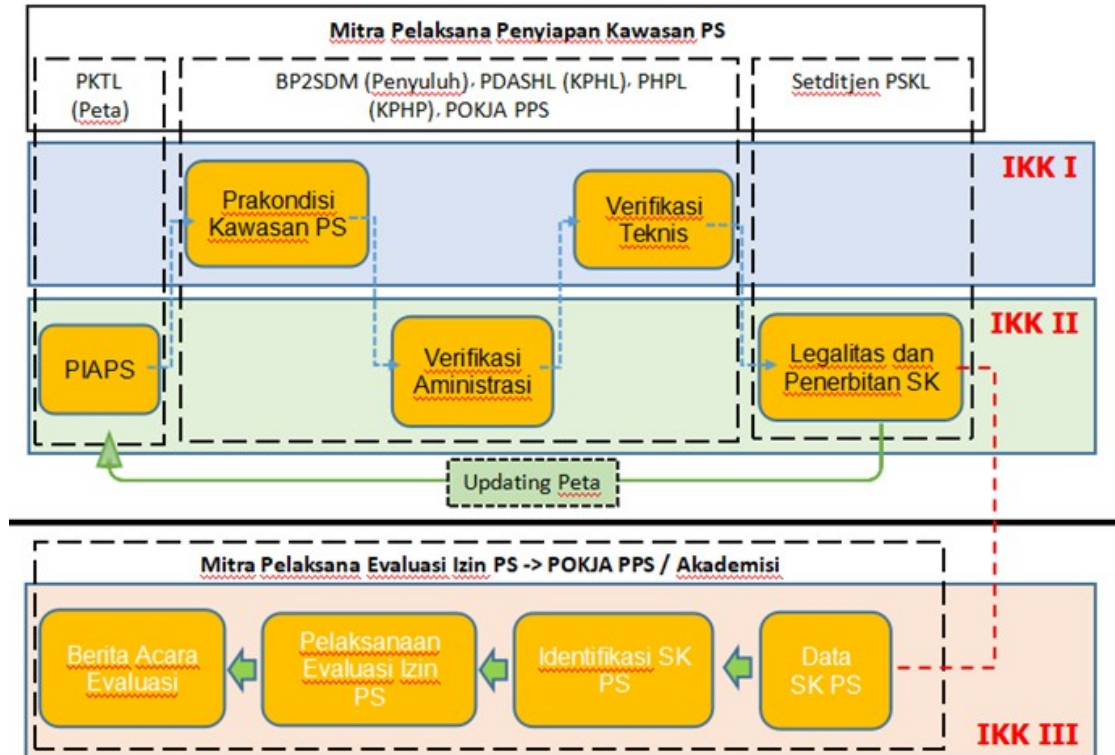 Mitra Pelaksana Penyiapan Kawasan PS
PKTL
(Peta)
BP2SDM (Penyuluh), PDASHL (KPHL), PHPL
(KPHP), POKJA PPS
Setditjen PSKL
IKK I
Prakondisi
Kawasan PS
Verifikasi
Teknis
IKK II
PIAPS
Verifikasi
Aministrasi
Legalitas dan
Penerbitan SK
Updating Peta
Mitra Pelaksana Evaluasi Izin PS -> POKJA PPS / Akademisi
Berita Acara
Evaluasi
Pelaksanaan
Evaluasi Izin
PS
Identifikasi SK
PS
Data
SK PS
IKK III